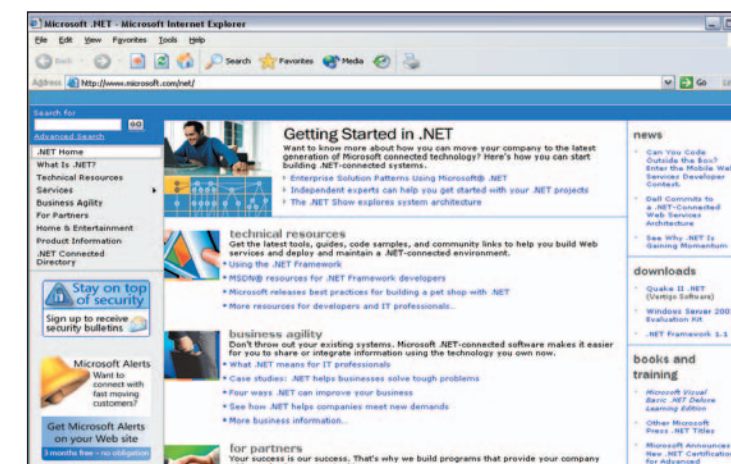 Microsoft .NET - Microsoft Internet Explorer
File Edit View Favorites Tools Help
Back Search Favorites Media
Address http://www.microsoft.com/net/ Go
Search for
GO
Advanced Search
.NET Home
What Is .NET?
Technical Resources
Services
Business Agility
For Partners
Home & Entertainment
Product Information
.NET Connected
Directory
Stay on top
of security
Sign up to receive
security bulletins
Microsoft Alerts
Want to
connect with
fast moving
customers?
Get Microsoft Alerts
on your Web site
3 months free - no obligation
Getting Started in .NET
Want to know more about how you can move your company to the latest
generation of Microsoft connected technology? Here's how you can start
building .NET-connected systems.
Enterprise Solution Patterns Using Microsoft® .NET
Independent experts can help you get started with your .NET projects
The .NET Show explores system architecture
technical resources
Get the latest tools, guides, code samples, and community links to help you build Web
services and deploy and maintain a .NET-connected environment.
Using the .NET Framework
MSDN® resources for .NET Framework developers
Microsoft releases best practices for building a pet shop with .NET
More resources for developers and IT professionals...
business agility
Don't throw out your existing systems. Microsoft .NET-connected software makes it easier
for you to share or integrate information using the technology you own now.
What .NET means for IT professionals
Case studies: .NET helps businesses solve tough problems
Four ways .NET can improve your business
See how .NET helps companies meet new demands
More business information...
for partners
Your success is our success. That's why we build programs that provide your company
news
Can You Code
Outside the Box?
Enter the Mobile Web
Services Developer
Contest.
Dell Commits to
a .NET-Connected
Web Services
Architecture
See Why .NET Is
Gaining Momentum
downloads
Quake II .NET
(Vertigo Software)
Windows Server 2003
Evaluation Kit
.NET Framework 1.1
books and
training
Microsoft Visual
Basic .NET Deluxe
Learning Edition
Other Microsoft
Press .NET Titles
Microsoft Announces
New .NET Certification
for Advanced